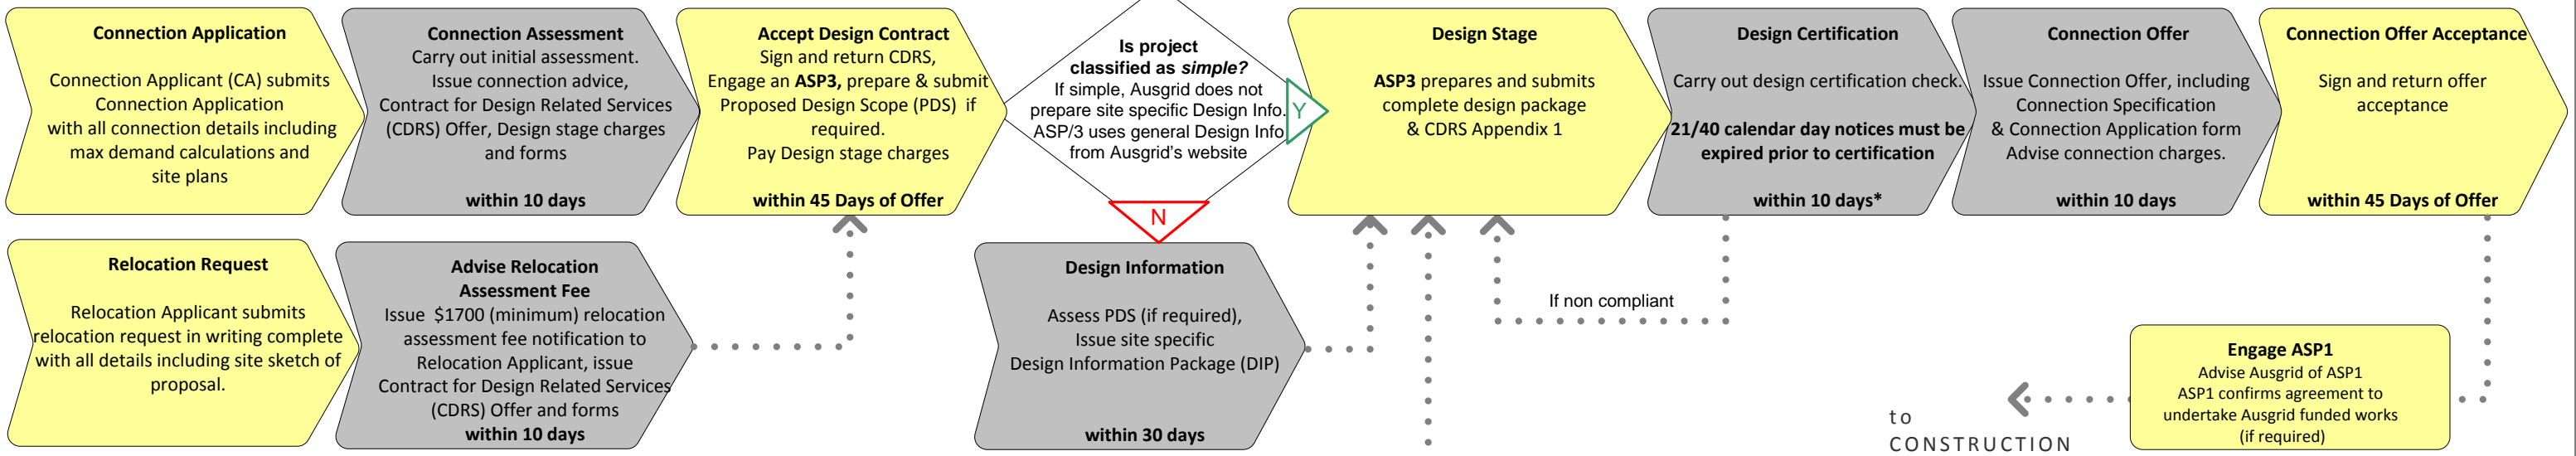 Connection Application
Connection Applicant (CA) submits
Connection Application
with all connection details including
max demand calculations and
site plans
Connection Assessment
Carry out initial assessment.
Issue connection advice,
Contract for Design Related Services
(CDRS) Offer, Design stage charges
and forms
within 10 days
Accept Design Contract
Sign and return CDRS,
Engage an ASP3, prepare & submit
Proposed Design Scope (PDS) if
required.
Pay Design stage charges
within 45 Days of Offer
Is project
classified as simple?
If simple, Ausgrid does not
prepare site specific Design Info.
ASP/3 uses general Design Info
from Ausgrid's website
Y
N
Design Stage
ASP3 prepares and submits
complete design package
& CDRS Appendix 1
Design Certification
Carry out design certification check.
21/40 calendar day notices must be
expired prior to certification
within 10 days*
Connection Offer
Issue Connection Offer, including
Connection Specification
& Connection Application form
Advise connection charges.
within 10 days
Connection Offer Acceptance
Sign and return offer
acceptance
within 45 Days of Offer
Relocation Request
Relocation Applicant submits
relocation request in writing complete
with all details including site sketch of
proposal.
Advise Relocation
Assessment Fee
Issue $1700 (minimum) relocation
assessment fee notification to
Relocation Applicant, issue
Contract for Design Related Services
(CDRS) Offer and forms
within 10 days
Design Information
Assess PDS (if required),
Issue site specific
Design Information Package (DIP)
within 30 days
If non compliant
to
CONSTRUCTION
Engage ASP1
Advise Ausgrid of ASP1
ASP1 confirms agreement to
undertake Ausgrid funded works
(if required)